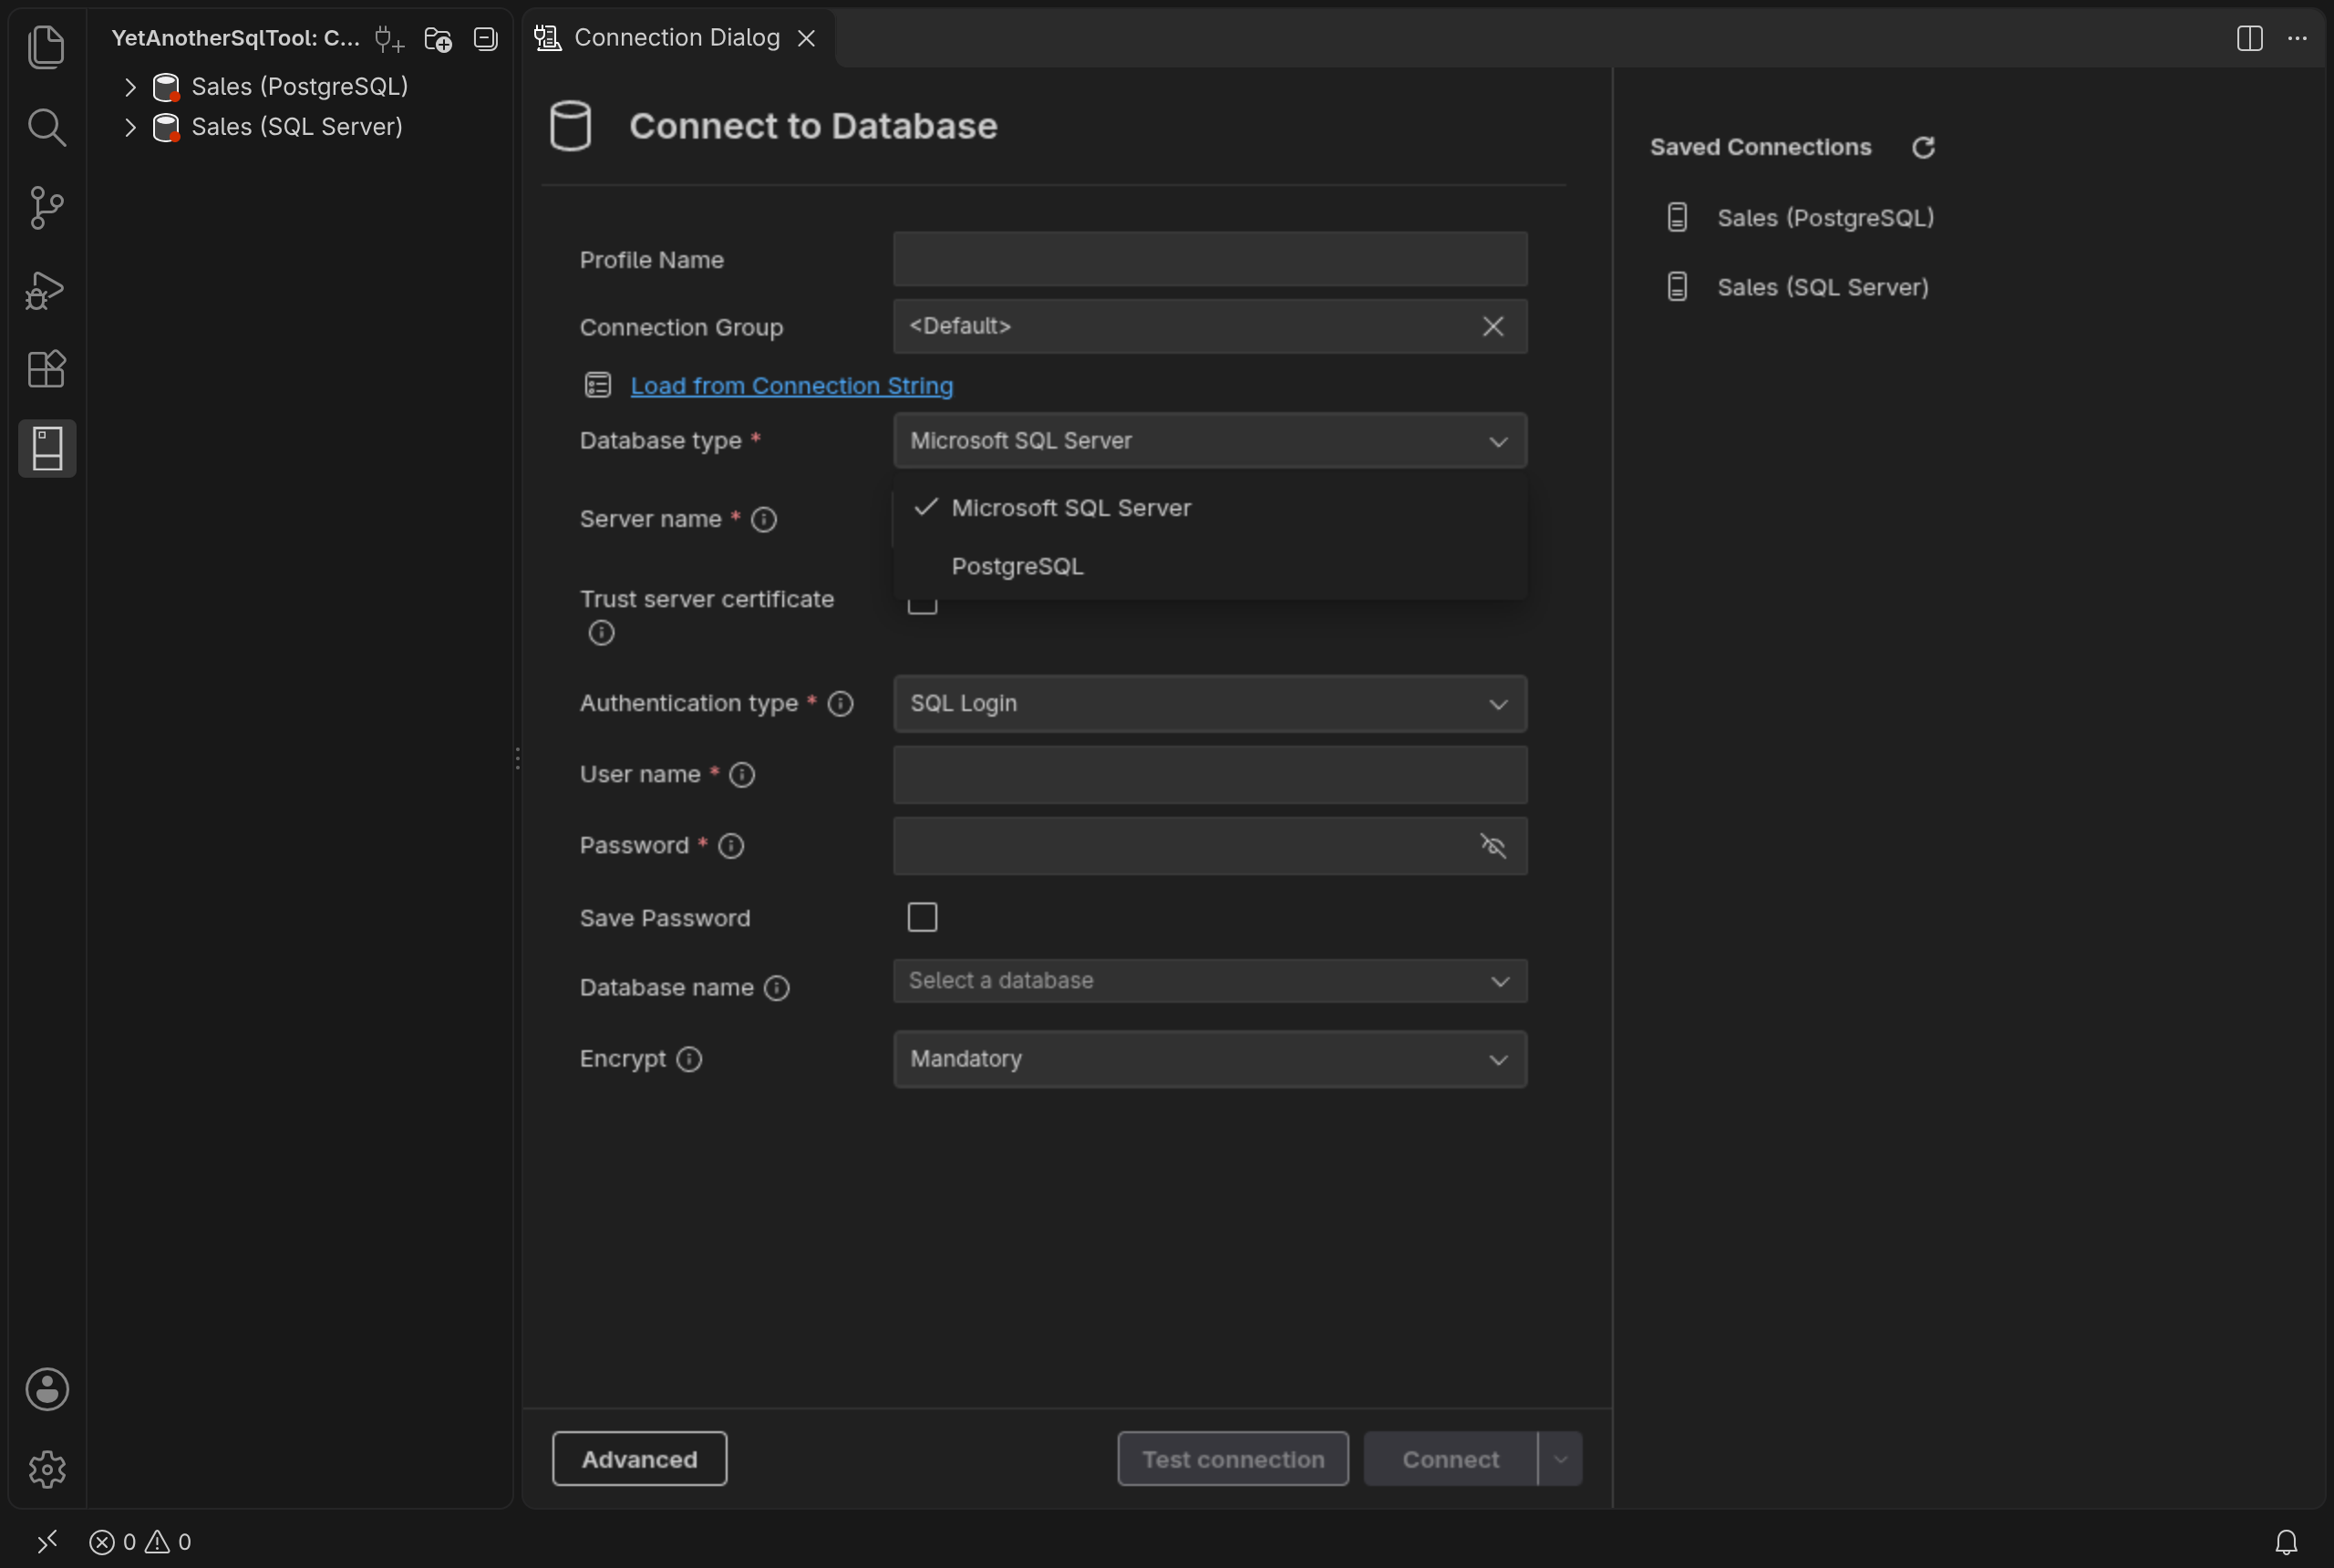 YetAnotherSqlTool: C...
Sales (PostgreSQL)
Sales (SQL Server)
Connection Dialog
Connect to Database
Profile Name
Connection Group
<Default>
Load from Connection String
Database type *
Microsoft SQL Server
Microsoft SQL Server
PostgreSQL
Server name *
Trust server certificate
Authentication type *
SQL Login
User name *
Password *
Save Password
Database name
Select a database
Encrypt
Mandatory
Advanced
Test connection
Connect
Saved Connections
Sales (PostgreSQL)
Sales (SQL Server)
0
0